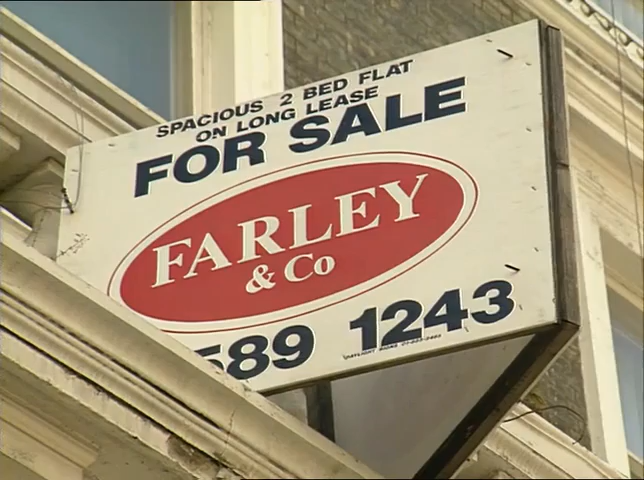 SPACIOUS 2 BED FLAT
ON LONG LEASE
FOR SALE
FARLEY
& Co
589 1243